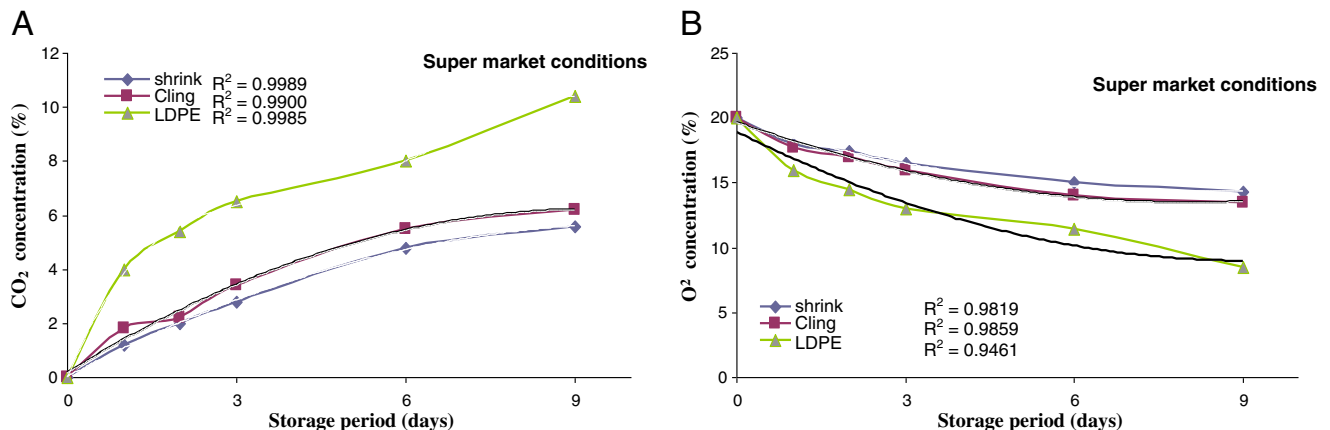 A
12
10
8
6
4
2
0
CO₂ concentration (%)
Super market conditions
shrink R² = 0.9989
Cling R² = 0.9900
LDPE R² = 0.9985
0 3 6 9
Storage period (days)
B
25
20
15
10
5
0
O² concentration (%)
Super market conditions
shrink R² = 0.9819
Cling R² = 0.9859
LDPE R² = 0.9461
0 3 6 9
Storage period (days)